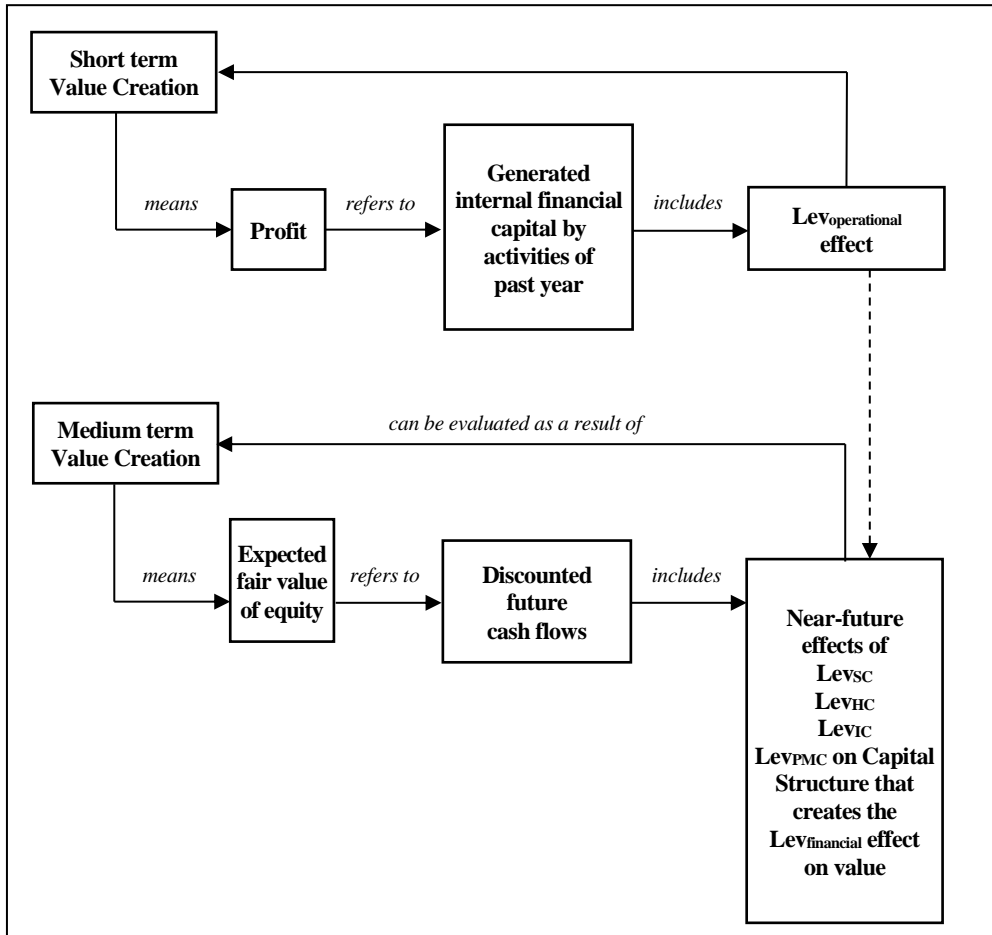 Short term
Value Creation
means
Profit
refers to
Generated
internal financial
capital by
activities of
past year
includes
Levoperational
effect
Medium term
Value Creation
can be evaluated as a result of
means
Expected
fair value
of equity
refers to
Discounted
future
cash flows
includes
Near-future
effects of
LevSC
LevHC
LevIC
LevPMC on Capital
Structure that
creates the
Levfinancial effect
on value